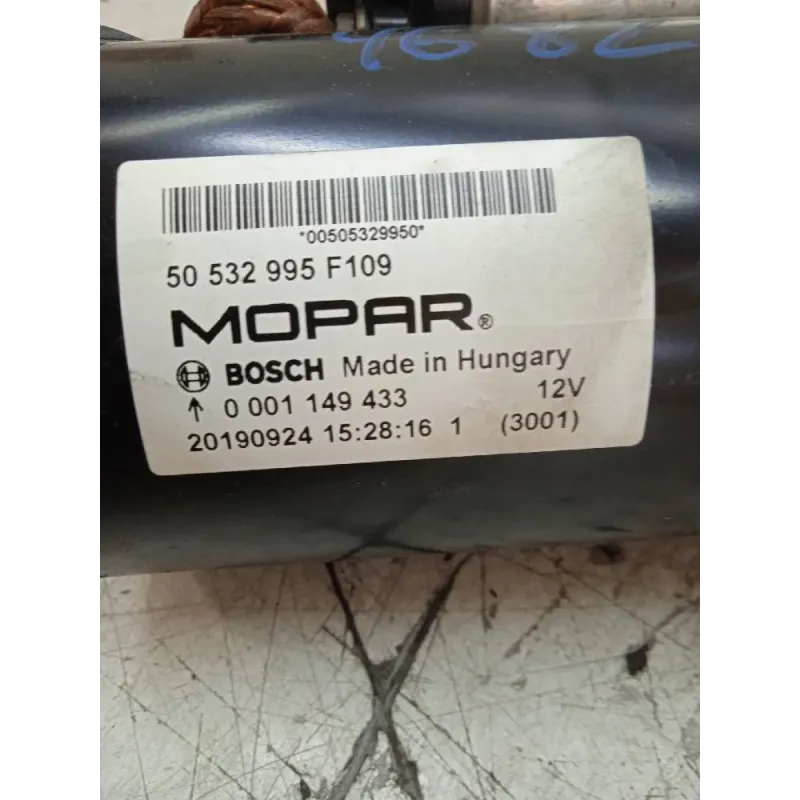 *00505329950*
50 532 995 F109
MOPAR®
BOSCH Made in Hungary
↑ 0 001 149 433 12V
20190924 15:28:16 1 (3001)